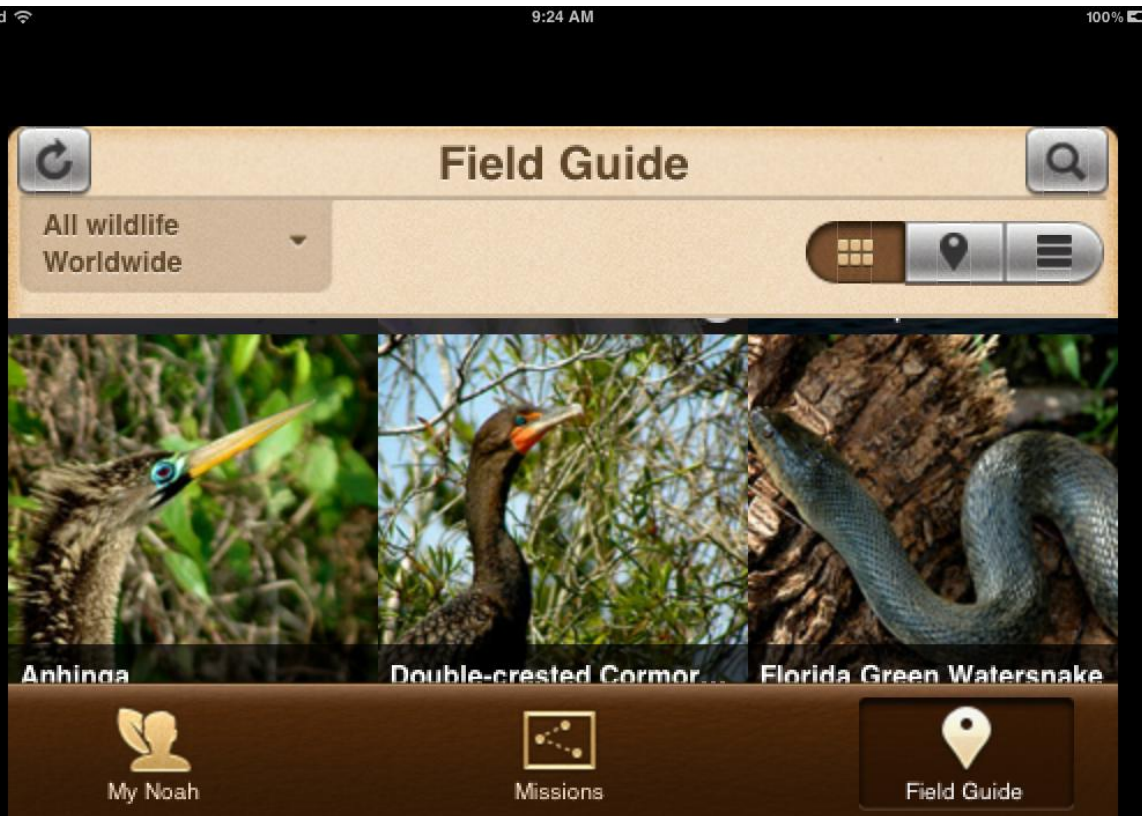 9:24 AM
100%
Field Guide
All wildlife
Worldwide
Anhinga
Double-crested Cormor...
Florida Green Watersnake
My Noah
Missions
Field Guide